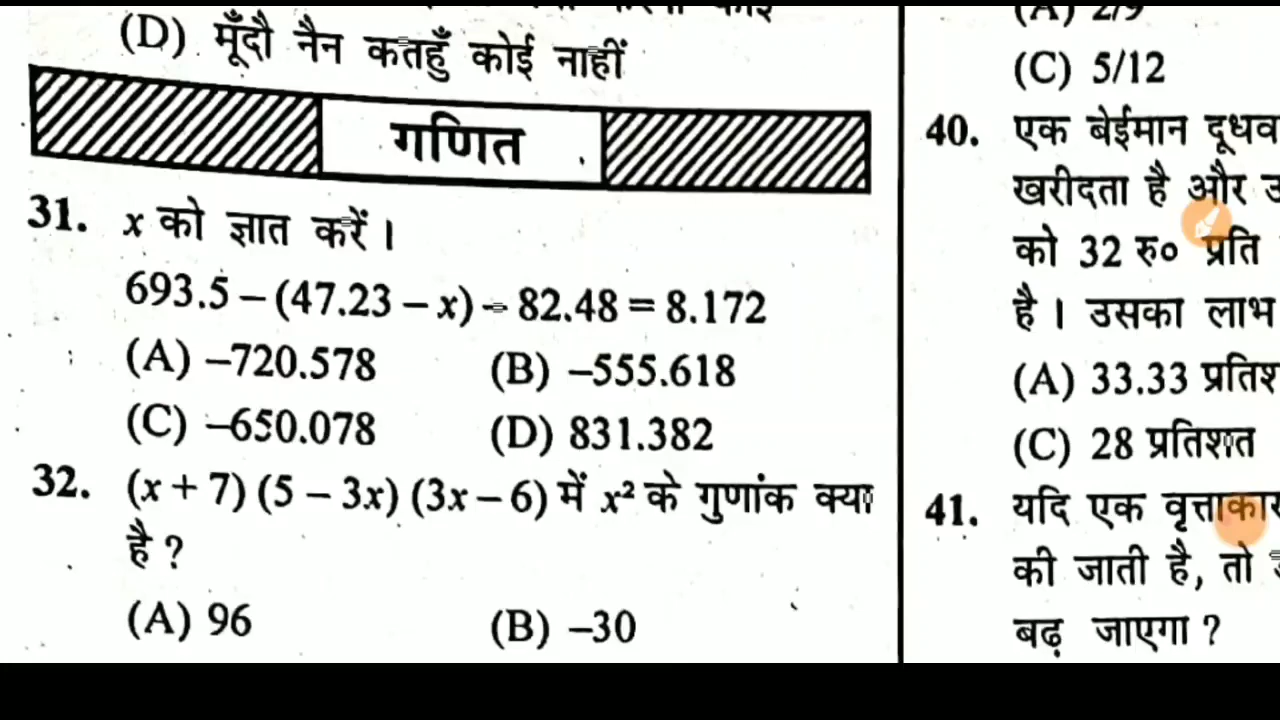 (D) मूँदौ नैन कतहुँ कोई नाहीं
गणित
31. x को ज्ञात करें।
693.5 – (47.23 – x) – 82.48 = 8.172
(A) –720.578 (B) –555.618
(C) –650.078 (D) 831.382
32. (x + 7) (5 – 3x) (3x – 6) में x² के गुणांक क्या
है ?
(A) 96 (B) –30
(A) 2/9
(C) 5/12
40. एक बेईमान
खरीदता है और
को 32 रु० प्रति
है। उसका लाभ
(A) 33.33
(C) 28 प्रतिशत
41. यदि एक
की जाती है, तो
बढ़ जाएगा ?